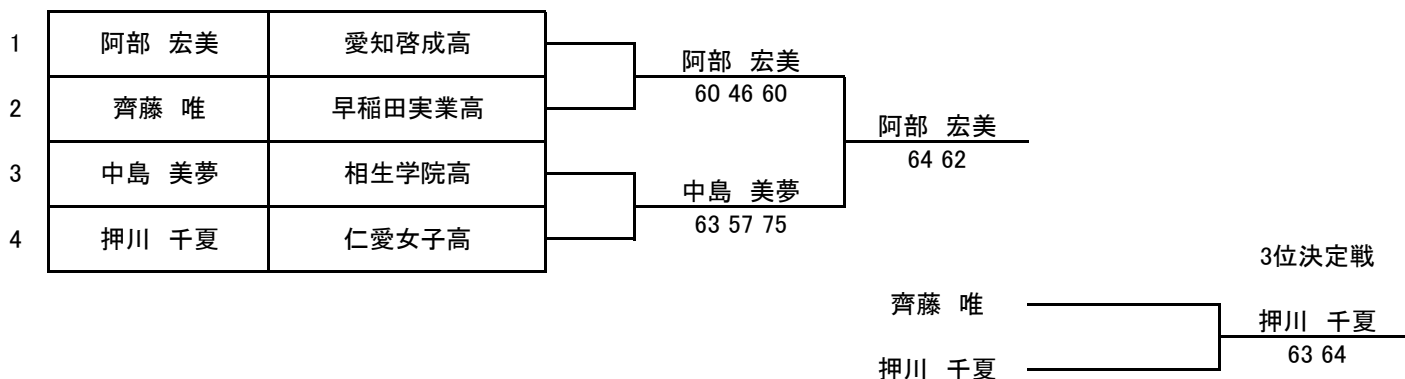 1 阿部 宏美 愛知啓成高
阿部 宏美
60 46 60
2 齊藤 唯 早稲田実業高
阿部 宏美
64 62
3 中島 美夢 相生学院高
中島 美夢
63 57 75
4 押川 千夏 仁愛女子高
3位決定戦
齊藤 唯
押川 千夏
63 64
押川 千夏